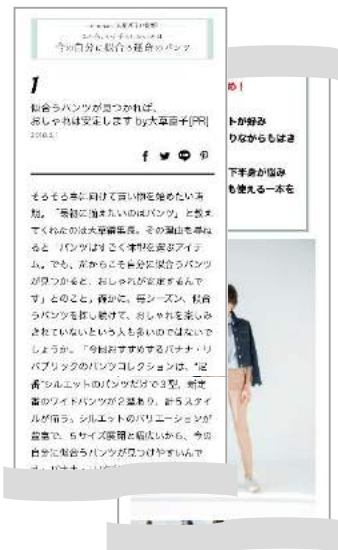 今の自分に似合う運命のパンツ
1
似合うパンツが見つかれば、
おしゃれは安定します by大草直子[PR]
そろそろ春に向けて買い物を始めたい時
期。「最初に揃えたいのはパンツ」と教え
てくれたのは大草編集長。その理由を尋ね
ると「パンツはすごく体型を選ぶアイテ
ム。でも、だからこそ自分に似合うパンツ
が見つかると、おしゃれが安定するんで
す」とのこと。確かに、毎シーズン、似合
うパンツを探し続けて、おしゃれを楽しみ
きれていないという人も多いのではないで
しょうか。「今回おすすめするバナナ・リ
パブリックのパンツコレクションは、"定
番"シルエットのパンツだけで3型、新定
番のワイドパンツが2型あり、計5スタイ
ルが揃う。シルエットのバリエーションが
豊富で、5サイズ展開と幅広いから、今の
自分に似合うパンツが見つけやすいんで
め！
トが好み
りながらもはき
下半身が悩み
も使える一本を